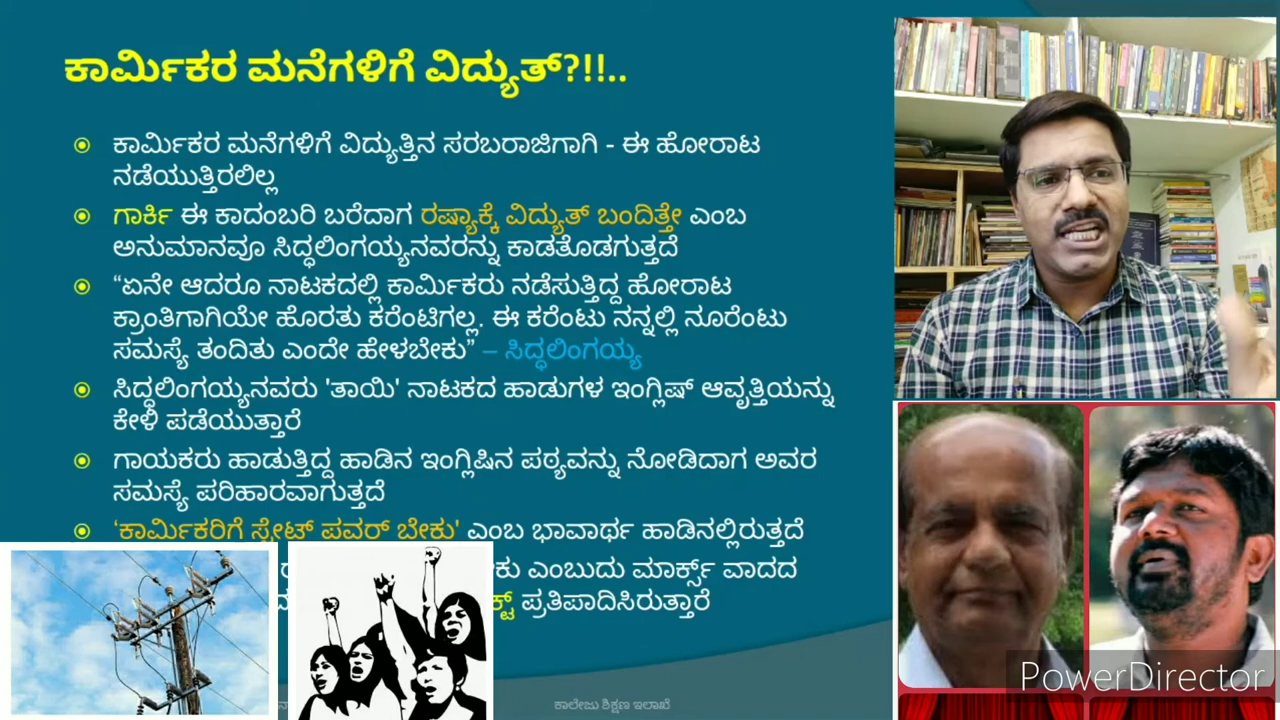 ಕಾರ್ಮಿಕರ ಮನೆಗಳಿಗೆ ವಿದ್ಯುತ್?!!..
ಕಾರ್ಮಿಕರ ಮನೆಗಳಿಗೆ ವಿದ್ಯುತ್ತಿನ ಸರಬರಾಜಿಗಾಗಿ - ಈ ಹೋರಾಟ
ನಡೆಯುತ್ತಿರಲಿಲ್ಲ
ಗಾರ್ಕಿ ಈ ಕಾದಂಬರಿ ಬರೆದಾಗ ರಷ್ಯಾಕ್ಕೆ ವಿದ್ಯುತ್ ಬಂದಿತ್ತೇ ಎಂಬ
ಅನುಮಾನವೂ ಸಿದ್ಧಲಿಂಗಯ್ಯನವರನ್ನು ಕಾಡತೊಡಗುತ್ತದೆ
“ಏನೇ ಆದರೂ ನಾಟಕದಲ್ಲಿ ಕಾರ್ಮಿಕರು ನಡೆಸುತ್ತಿದ್ದ ಹೋರಾಟ
ಕ್ರಾಂತಿಗಾಗಿಯೇ ಹೊರತು ಕರೆಂಟಿಗಲ್ಲ. ಈ ಕರೆಂಟು ನನ್ನಲ್ಲಿ ನೂರೆಂಟು
ಸಮಸ್ಯೆ ತಂದಿತು ಎಂದೇ ಹೇಳಬೇಕು” – ಸಿದ್ಧಲಿಂಗಯ್ಯ
ಸಿದ್ಧಲಿಂಗಯ್ಯನವರು 'ತಾಯಿ' ನಾಟಕದ ಹಾಡುಗಳ ಇಂಗ್ಲಿಷ್ ಆವೃತ್ತಿಯನ್ನು
ಕೇಳಿ ಪಡೆಯುತ್ತಾರೆ
ಗಾಯಕರು ಹಾಡುತ್ತಿದ್ದ ಹಾಡಿನ ಇಂಗ್ಲಿಷಿನ ಪಠ್ಯವನ್ನು ನೋಡಿದಾಗ ಅವರ
ಸಮಸ್ಯೆ ಪರಿಹಾರವಾಗುತ್ತದೆ
‘ಕಾರ್ಮಿಕರಿಗೆ ಸ್ಟೇಟ್ ಪವರ್ ಬೇಕು' ಎಂಬ ಭಾವಾರ್ಥ ಹಾಡಿನಲ್ಲಿರುತ್ತದೆ
ಎಂಬುದು ಮಾರ್ಕ್ಸ್ ವಾದದ
ಪ್ರತಿಪಾದಿಸಿರುತ್ತಾರೆ
ಕಾಲೇಜು ಶಿಕ್ಷಣ ಇಲಾಖೆ
PowerDirector